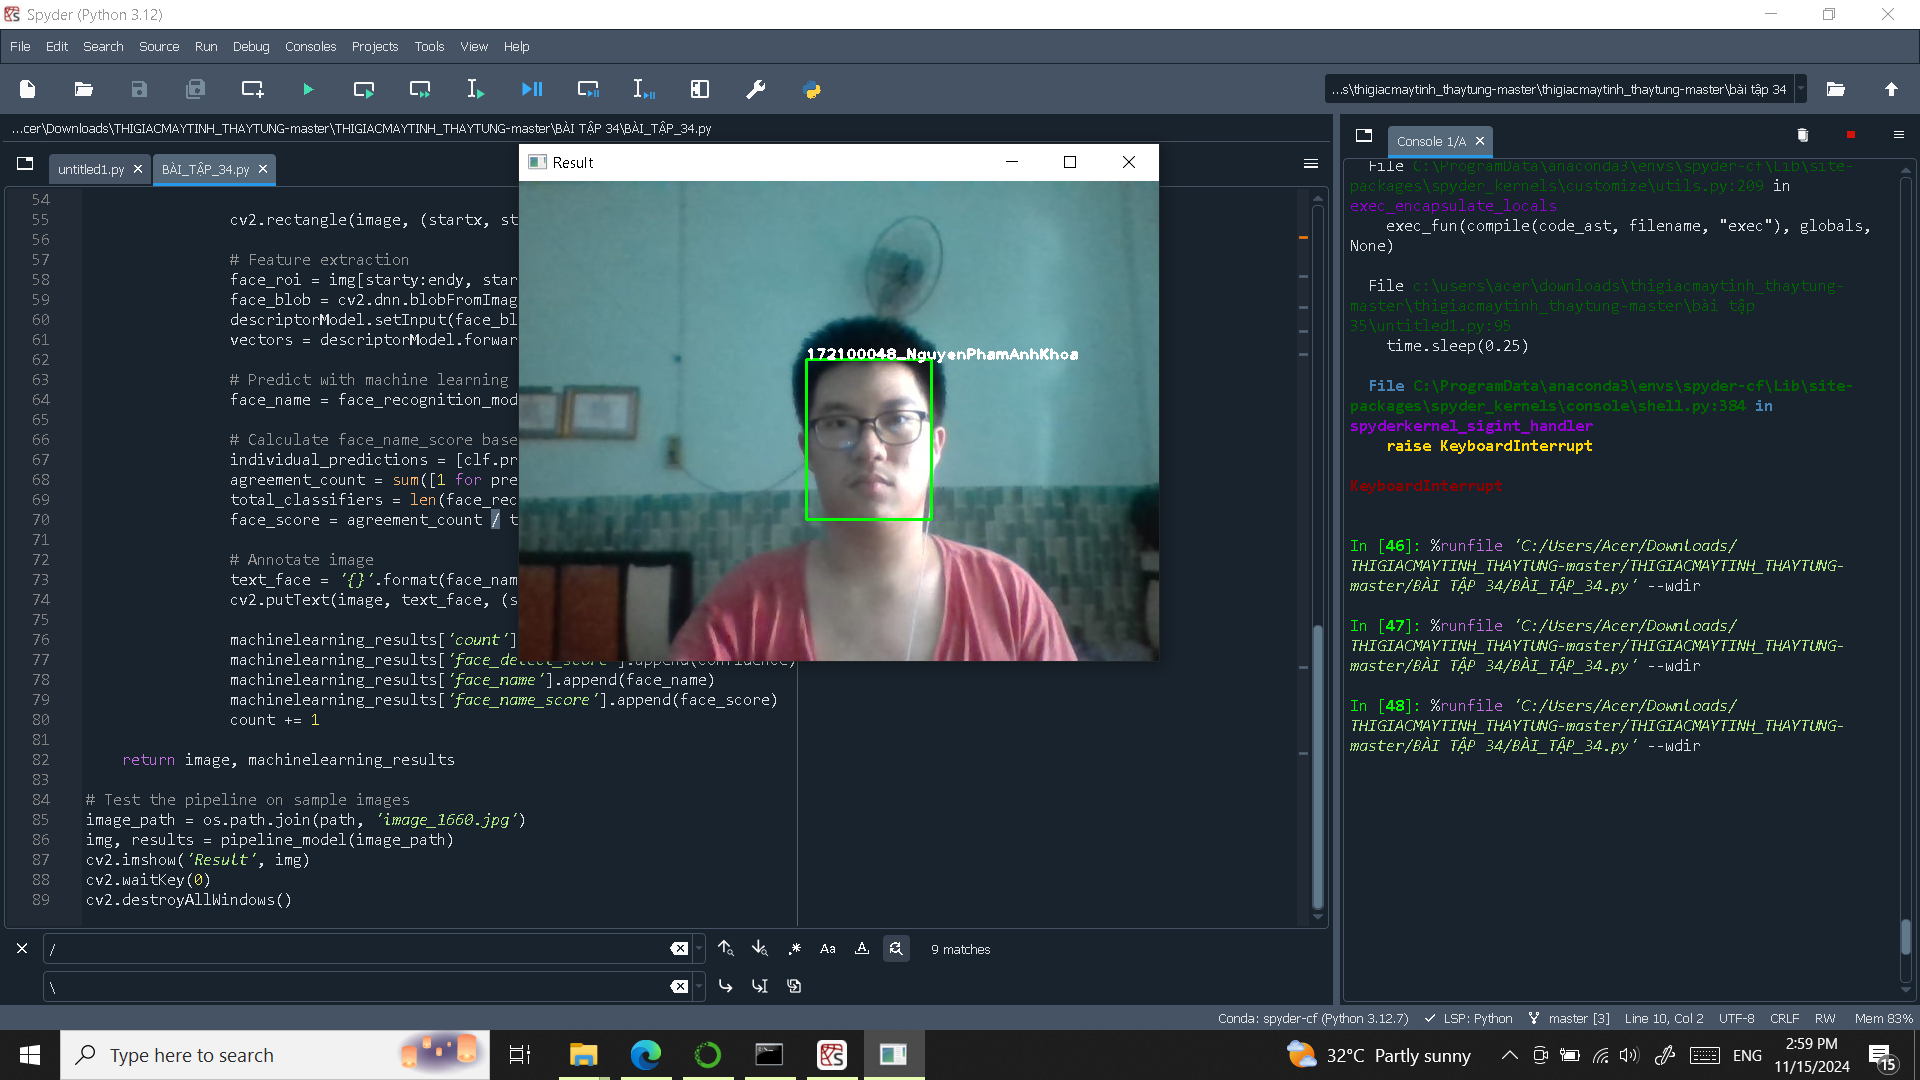 Spyder (Python 3.12)
File Edit Search Source Run Debug Consoles Projects Tools View Help
...s\thigiacmaytinh_thaytung-master\thigiacmaytinh_thaytung-master\bài tập 34
...cer\Downloads\THIGIACMAYTINH_THAYTUNG-master\THIGIACMAYTINH_THAYTUNG-master\BÀI TẬP 34\BÀI_TẬP_34.py
untitled1.py
BÀI_TẬP_34.py
54
55 cv2.rectangle(image, (startx, st
56
57 # Feature extraction
58 face_roi = img[starty:endy, star
59 face_blob = cv2.dnn.blobFromImag
60 descriptorModel.setInput(face_bl
61 vectors = descriptorModel.forwar
62
63 # Predict with machine learning
64 face_name = face_recognition_mod
65
66 # Calculate face_name_score base
67 individual_predictions = [clf.pr
68 agreement_count = sum([1 for pre
69 total_classifiers = len(face_rec
70 face_score = agreement_count / t
71
72 # Annotate image
73 text_face = '{}'.format(face_nam
74 cv2.putText(image, text_face, (s
75
76 machinelearning_results['count']
77 machinelearning_results['face_detect_score'].append(confidence)
78 machinelearning_results['face_name'].append(face_name)
79 machinelearning_results['face_name_score'].append(face_score)
80 count += 1
81
82 return image, machinelearning_results
83
84 # Test the pipeline on sample images
85 image_path = os.path.join(path, 'image_1660.jpg')
86 img, results = pipeline_model(image_path)
87 cv2.imshow('Result', img)
88 cv2.waitKey(0)
89 cv2.destroyAllWindows()
Result
172100048_NguyenPhamAnhKhoa
/
Aa
9 matches
\
Console 1/A
File C:\ProgramData\anaconda3\envs\spyder-cf\Lib\site-
packages\spyder_kernels\customize\utils.py:209 in
exec_encapsulate_locals
exec_fun(compile(code_ast, filename, "exec"), globals,
None)
File c:\users\acer\downloads\thigiacmaytinh_thaytung-
master\thigiacmaytinh_thaytung-master\bài tập
35\untitled1.py:95
time.sleep(0.25)
File C:\ProgramData\anaconda3\envs\spyder-cf\Lib\site-
packages\spyder_kernels\console\shell.py:384 in
spyderkernel_sigint_handler
raise KeyboardInterrupt
KeyboardInterrupt
In [46]: %runfile 'C:/Users/Acer/Downloads/
THIGIACMAYTINH_THAYTUNG-master/THIGIACMAYTINH_THAYTUNG-
master/BÀI TẬP 34/BÀI_TẬP_34.py' --wdir
In [47]: %runfile 'C:/Users/Acer/Downloads/
THIGIACMAYTINH_THAYTUNG-master/THIGIACMAYTINH_THAYTUNG-
master/BÀI TẬP 34/BÀI_TẬP_34.py' --wdir
In [48]: %runfile 'C:/Users/Acer/Downloads/
THIGIACMAYTINH_THAYTUNG-master/THIGIACMAYTINH_THAYTUNG-
master/BÀI TẬP 34/BÀI_TẬP_34.py' --wdir
Conda: spyder-cf (Python 3.12.7) LSP: Python master [3] Line 10, Col 2 UTF-8 CRLF RW Mem 83%
Type here to search
32°C Partly sunny
ENG
2:59 PM
11/15/2024
15